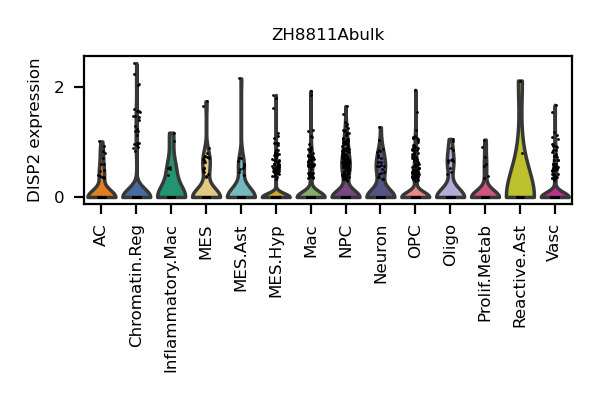 ZH8811Abulk
DISP2 expression
2
0
AC
Chromatin.Reg
Inflammatory.Mac
MES
MES.Ast
MES.Hyp
Mac
NPC
Neuron
OPC
Oligo
Prolif.Metab
Reactive.Ast
Vasc